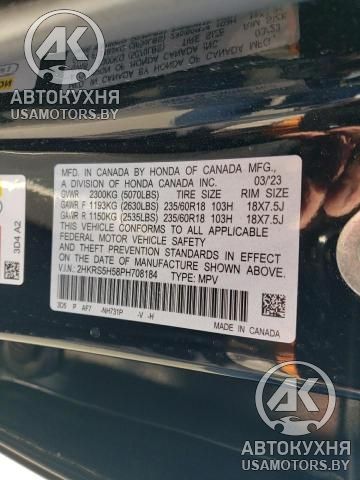 АК
АВТОКУХНЯ
USAMOTORS.BY
MFD. IN CANADA BY HONDA OF CANADA MFG.,
A DIVISION OF HONDA CANADA INC. 03/23
GVWR 2300KG (5070LBS) TIRE SIZE RIM SIZE
GAWR F 1193KG (2630LBS) 235/60R18 103H 18X7.5J
GAWR R 1150KG (2535LBS) 235/60R18 103H 18X7.5J
THIS VEHICLE CONFORMS TO ALL APPLICABLE
FEDERAL MOTOR VEHICLE SAFETY AND THEFT
PREVENTION STANDARDS IN EFFECT ON THE DATE
OF MANUFACTURE SHOWN ABOVE.
V.I.N: 2HKRS5H58PH708184 TYPE: MPV
3D5 P AF7 -NH731P -V -H
MADE IN CANADA
3D4 A2
АК
АВТОКУХНЯ
USAMOTORS.BY